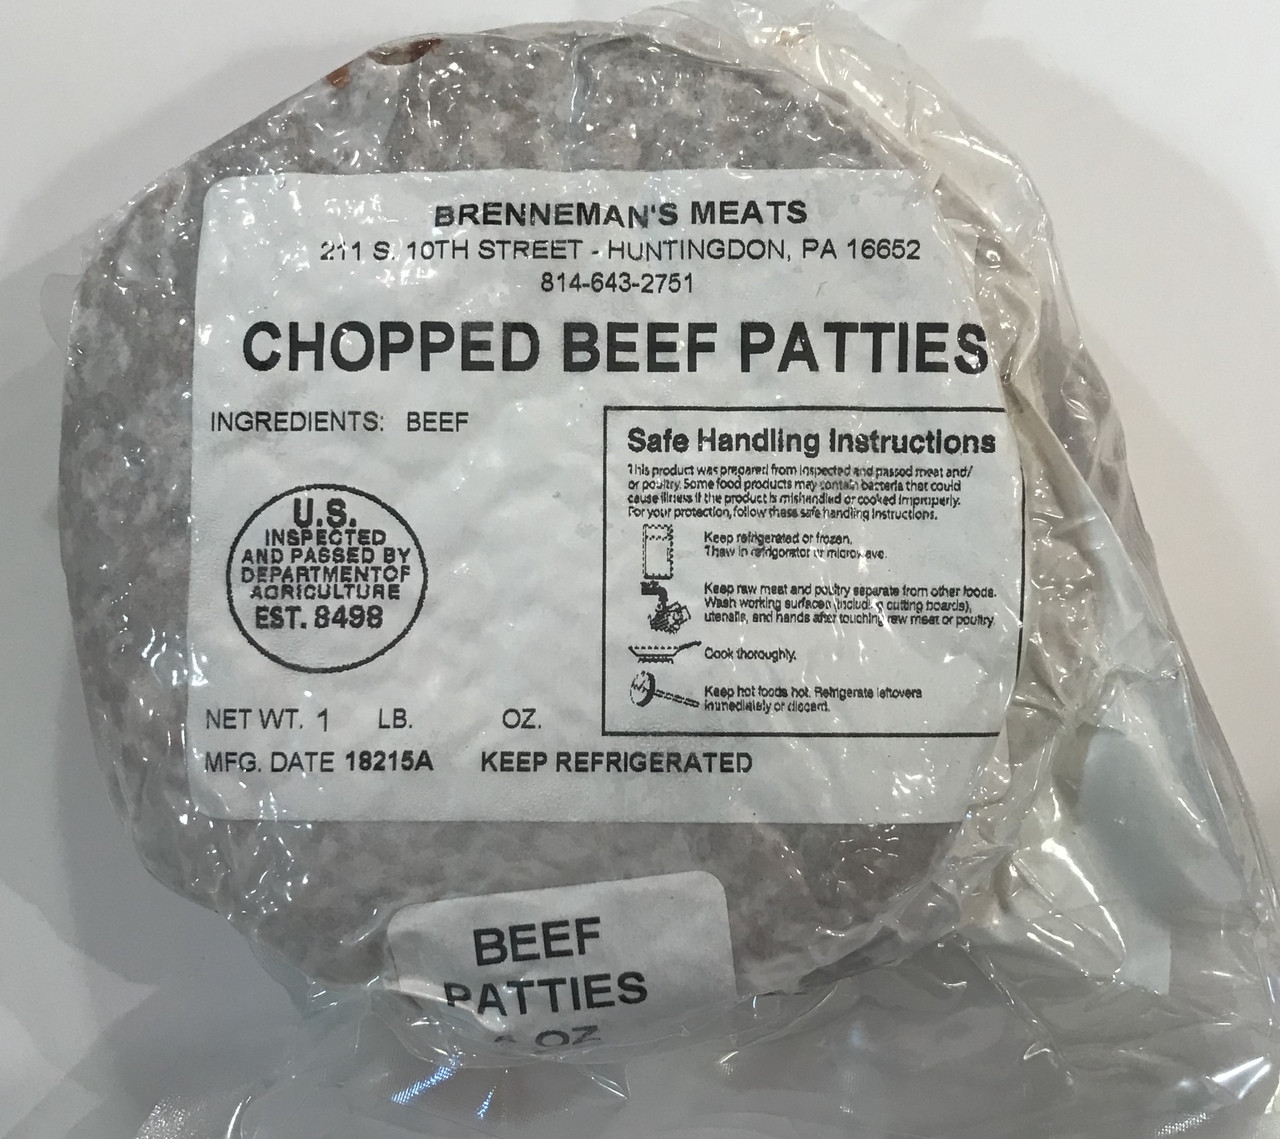 BRENNEMAN'S MEATS
211 S. 10TH STREET - HUNTINGDON, PA 16652
814-643-2751
CHOPPED BEEF PATTIES
INGREDIENTS: BEEF
U.S.
INSPECTED
AND PASSED BY
DEPARTMENT OF
AGRICULTURE
EST. 8498
Safe Handling Instructions
This product was prepared from inspected and passed meat and/
or poultry. Some food products may contain bacteria that could
cause illness if the product is mishandled or cooked improperly.
For your protection, follow these safe handling instructions.
Keep refrigerated or frozen.
Thaw in refrigerator or microwave.
Keep raw meat and poultry separate from other foods.
Wash working surfaces (including cutting boards),
utensils, and hands after touching raw meat or poultry.
Cook thoroughly.
Keep hot foods hot. Refrigerate leftovers
immediately or discard.
NET WT. 1 LB. OZ.
MFG. DATE 18215A KEEP REFRIGERATED
BEEF
PATTIES
OZ